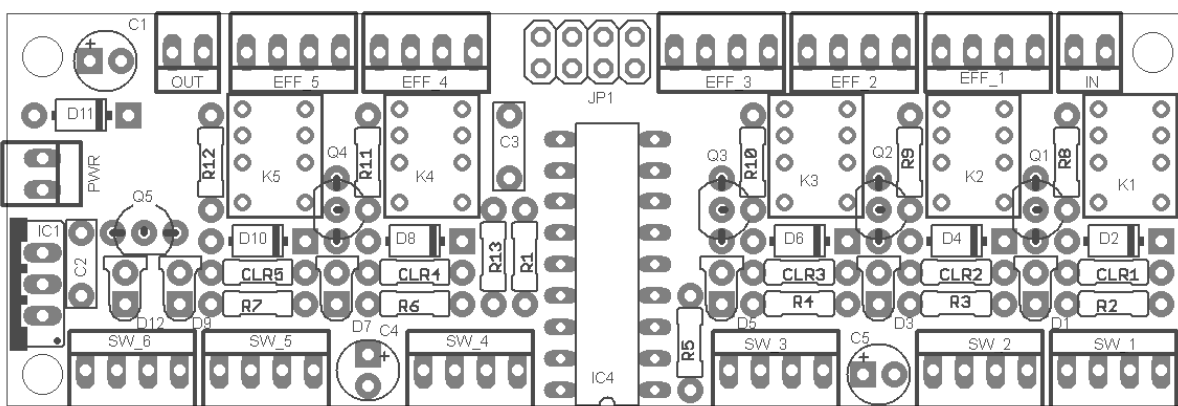 C1
OUT
EFF_5
EFF_4
JP1
EFF_3
EFF_2
EFF_1
IN
D11
PWR
R12
K5
Q4
R11
K4
C3
Q3
R10
K3
Q2
R9
K2
Q1
R8
K1
IC1
C2
Q5
D10
D8
R13
R1
D6
D4
D2
CLR5
CLR4
CLR3
CLR2
CLR1
R7
R6
R4
R3
R2
D12
D9
D7
C4
R5
D5
D3
D1
SW_6
SW_5
SW_4
IC4
SW_3
C5
SW_2
SW_1